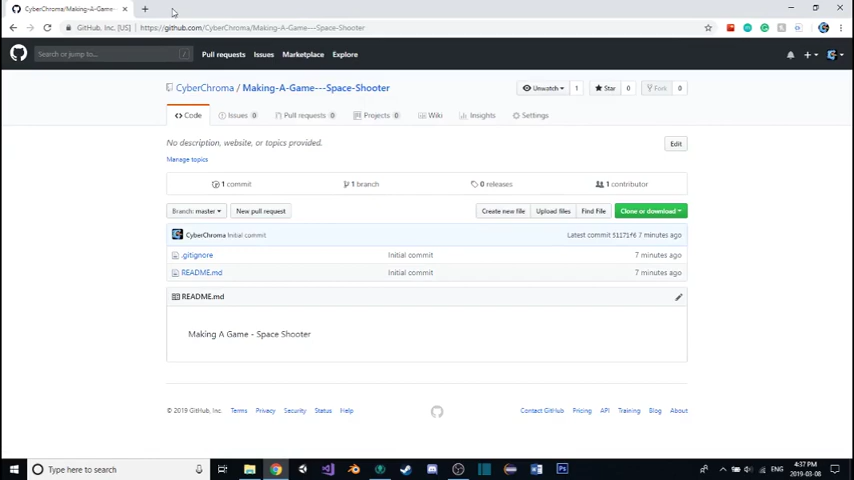 CyberChroma/Making-A-Game-
GitHub, Inc. [US]
https://github.com/CyberChroma/Making-A-Game---Space-Shooter
Search or jump to...
/
Pull requests
Issues
Marketplace
Explore
CyberChroma / Making-A-Game---Space-Shooter
Unwatch
1
Star
0
Fork
0
Code
Issues 0
Pull requests 0
Projects 0
Wiki
Insights
Settings
No description, website, or topics provided.
Edit
Manage topics
1 commit
1 branch
0 releases
1 contributor
Branch: master
New pull request
Create new file
Upload files
Find File
Clone or download
CyberChroma Initial commit
Latest commit 51171f6 7 minutes ago
.gitignore
Initial commit
7 minutes ago
README.md
Initial commit
7 minutes ago
README.md
Making A Game - Space Shooter
© 2019 GitHub, Inc.
Terms
Privacy
Security
Status
Help
Contact GitHub
Pricing
API
Training
Blog
About
Type here to search
ENG
4:37 PM
2019-03-08